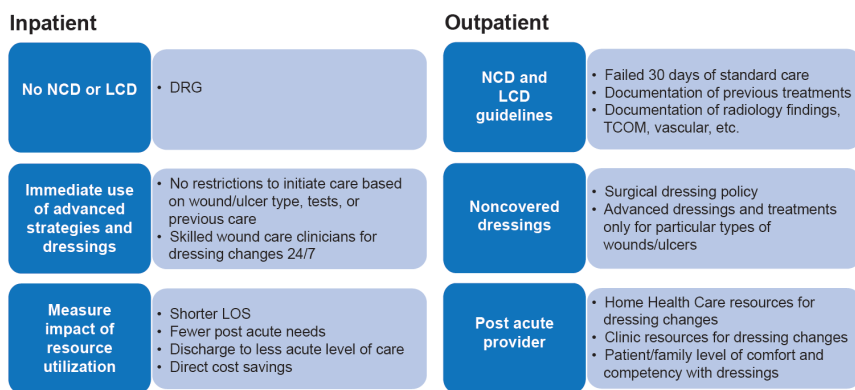 Inpatient
No NCD or LCD
• DRG
Immediate use
of advanced
strategies and
dressings
• No restrictions to initiate care based
on wound/ulcer type, tests, or
previous care
• Skilled wound care clinicians for
dressing changes 24/7
Measure
impact of
resource
utilization
• Shorter LOS
• Fewer post acute needs
• Discharge to less acute level of care
• Direct cost savings
Outpatient
NCD and
LCD
guidelines
• Failed 30 days of standard care
• Documentation of previous treatments
• Documentation of radiology findings,
TCOM, vascular, etc.
Noncovered
dressings
• Surgical dressing policy
• Advanced dressings and treatments
only for particular types of
wounds/ulcers
Post acute
provider
• Home Health Care resources for
dressing changes
• Clinic resources for dressing changes
• Patient/family level of comfort and
competency with dressings